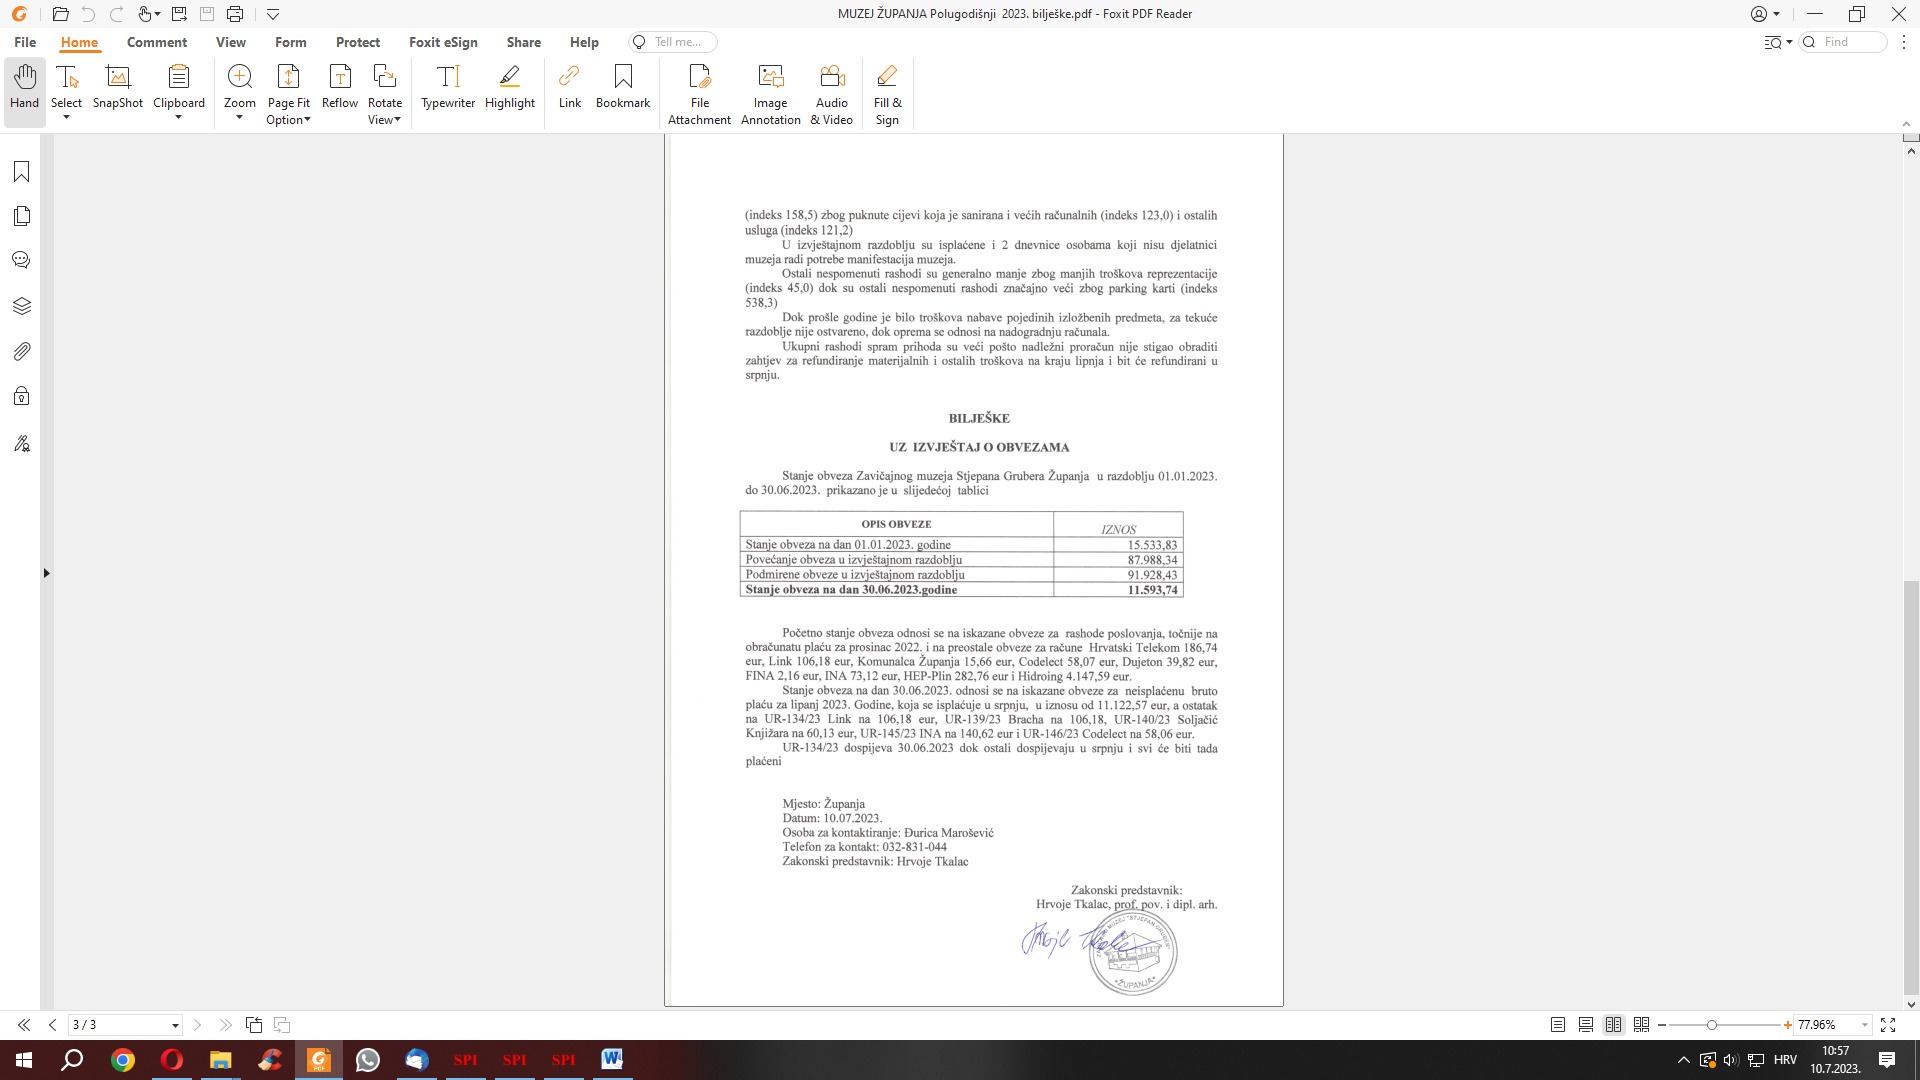 MUZEJ ŽUPANJA Polugodišnji  2023. bilješke.pdf - Foxit PDF Reader
File Home Comment View Form Protect Foxit eSign Share Help Tell me... Find
Hand Select SnapShot Clipboard Zoom Page Fit Option Reflow Rotate View Typewriter Highlight Link Bookmark File Attachment Image Annotation Audio & Video Fill & Sign
(indeks 158,5) zbog puknute cijevi koja je sanirana i većih računalnih (indeks 123,0) i ostalih
usluga (indeks 121,2)
U izvještajnom razdoblju su isplaćene i 2 dnevnice osobama koji nisu djelatnici
muzeja radi potrebe manifestacija muzeja.
Ostali nespomenuti rashodi su generalno manje zbog manjih troškova reprezentacije
(indeks 45,0) dok su ostali nespomenuti rashodi značajno veći zbog parking karti (indeks
538,3)
Dok prošle godine je bilo troškova nabave pojedinih izložbenih predmeta, za tekuće
razdoblje nije ostvareno, dok oprema se odnosi na nadogradnju računala.
Ukupni rashodi spram prihoda su veći pošto nadležni proračun nije stigao obraditi
zahtjev za refundiranje materijalnih i ostalih troškova na kraju lipnja i bit će refundirani u
srpnju.
BILJEŠKE
UZ  IZVJEŠTAJ O OBVEZAMA
Stanje obveza Zavičajnog muzeja Stjepana Grubera Županja  u razdoblju 01.01.2023.
do 30.06.2023.  prikazano je u  slijedećoj  tablici
OPIS OBVEZE IZNOS
Stanje obveza na dan 01.01.2023. godine 15.533,83
Povećanje obveza u izvještajnom razdoblju 87.988,34
Podmirene obveze u izvještajnom razdoblju 91.928,43
Stanje obveza na dan 30.06.2023.godine 11.593,74
Početno stanje obveza odnosi se na iskazane obveze za  rashode poslovanja, točnije na
obračunatu plaću za prosinac 2022. i na preostale obveze za račune  Hrvatski Telekom 186,74
eur, Link 106,18 eur, Komunalca Županja 15,66 eur, Codelect 58,07 eur, Dujeton 39,82 eur,
FINA 2,16 eur, INA 73,12 eur, HEP-Plin 282,76 eur i Hidroing 4.147,59 eur.
Stanje obveza na dan 30.06.2023. odnosi se na iskazane obveze za  neisplaćenu  bruto
plaću za lipanj 2023. Godine, koja se isplaćuje u srpnju,  u iznosu od 11.122,57 eur, a ostatak
na UR-134/23 Link na 106,18 eur, UR-139/23 Bracha na 106,18, UR-140/23 Soljačić
Knjižara na 60,13 eur, UR-145/23 INA na 140,62 eur i UR-146/23 Codelect na 58,06 eur.
UR-134/23 dospijeva 30.06.2023 dok ostali dospijevaju u srpnju i svi će biti tada
plaćeni
Mjesto: Županja
Datum: 10.07.2023.
Osoba za kontaktiranje: Đurica Marošević
Telefon za kontakt: 032-831-044
Zakonski predstavnik: Hrvoje Tkalac
Zakonski predstavnik:
Hrvoje Tkalac, prof. pov. i dipl. arh.
Hrvoje Tkalac
MUZEJ "STJEPAN GRUBER"
*ŽUPANJA*
3 / 3 77.96%
PDF SPI SPI SPI W HRV 10:57
10.7.2023.